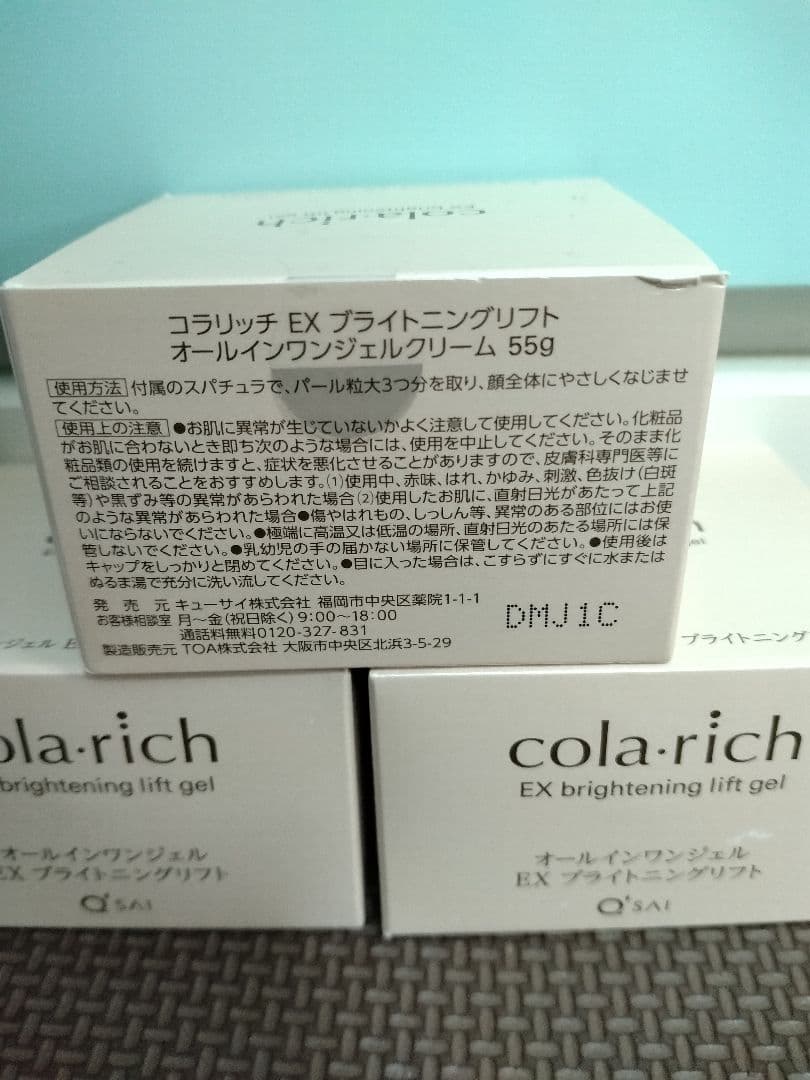 cola·rich
コラリッチ EX ブライトニングリフト
オールインワンジェルクリーム 55g
使用方法 付属のスパチュラで、パール粒大3つ分を取り、顔全体にやさしくなじませ
てください。
使用上の注意 ●お肌に異常が生じていないかよく注意して使用してください。化粧品
がお肌に合わないとき即ち次のような場合には、使用を中止してください。そのまま化
粧品類の使用を続けますと、症状を悪化させることがありますので、皮膚科専門医等に
ご相談されることをおすすめします。(1)使用中、赤味、はれ、かゆみ、刺激、色抜け(白斑
等)や黒ずみ等の異常があらわれた場合(2)使用したお肌に、直射日光があたって上記
のような異常があらわれた場合●傷やはれもの、しっしん等、異常のある部位にはお使
いにならないでください。●極端に高温又は低温の場所、直射日光のあたる場所には保
管しないでください。●乳幼児の手の届かない場所に保管してください。●使用後は
キャップをしっかりと閉めてください。●目に入った場合は、こすらずにすぐに水または
ぬるま湯で充分に洗い流してください。
発売元 キューサイ株式会社 福岡市中央区薬院1-1-1
お客様相談室 月～金(祝日除く)9:00～18:00
通話料無料0120-327-831
製造販売元 TOA株式会社 大阪市中央区北浜3-5-29
DMJ1C
ブライトニング
ola·rich
brightening lift gel
オールインワンジェル
EX ブライトニングリフト
Q'SAI
cola·rich
EX brightening lift gel
オールインワンジェル
EX ブライトニングリフト
Q'SAI